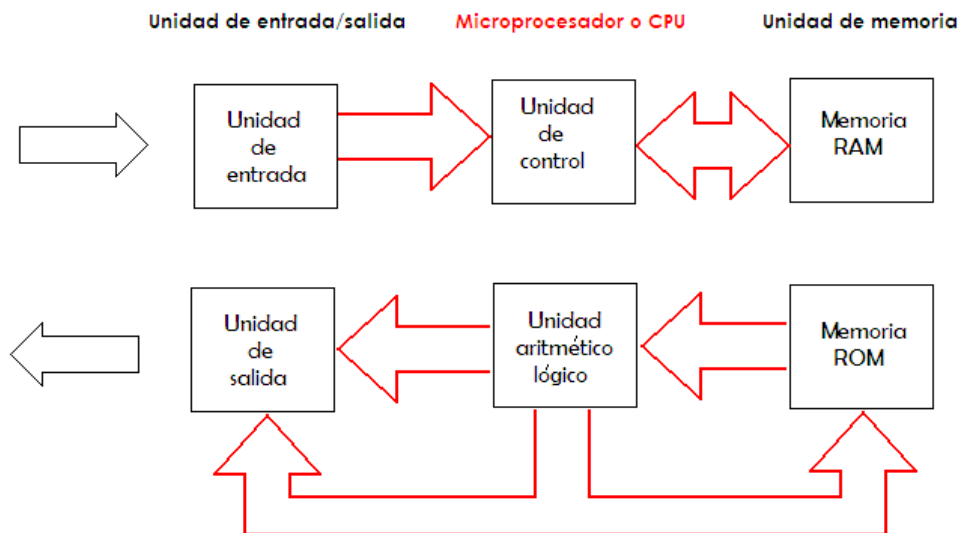 Unidad de entrada/salida
Microprocesador o CPU
Unidad de memoria
Unidad
de
entrada
Unidad
de
control
Memoria
RAM
Unidad
de
salida
Unidad
aritmético
lógico
Memoria
ROM